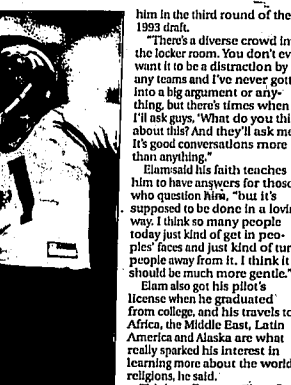 him in the third round of the
1993 draft.
"There's a diverse crowd in
the locker room. You don't ev
want it to be a distraction by
any teams and I've never gott
into a big argument or any-
thing, but there's times when
I'll ask guys, 'What do you thi
about this? And they'll ask me
It's good conversations more
than anything."
Elam said his faith teaches
him to have answers for those
who question him, "but it's
supposed to be done in a lovin
way. I think so many people
today just kind of get in peo-
ples' faces and just kind of tur
people away from it. I think it
should be much more gentle."
Elam also got his pilot's
license when he graduated
from college, and his travels to
Africa, the Middle East, Latin
America and Alaska are what
really sparked his interest in
learning more about the world
religions, he said.